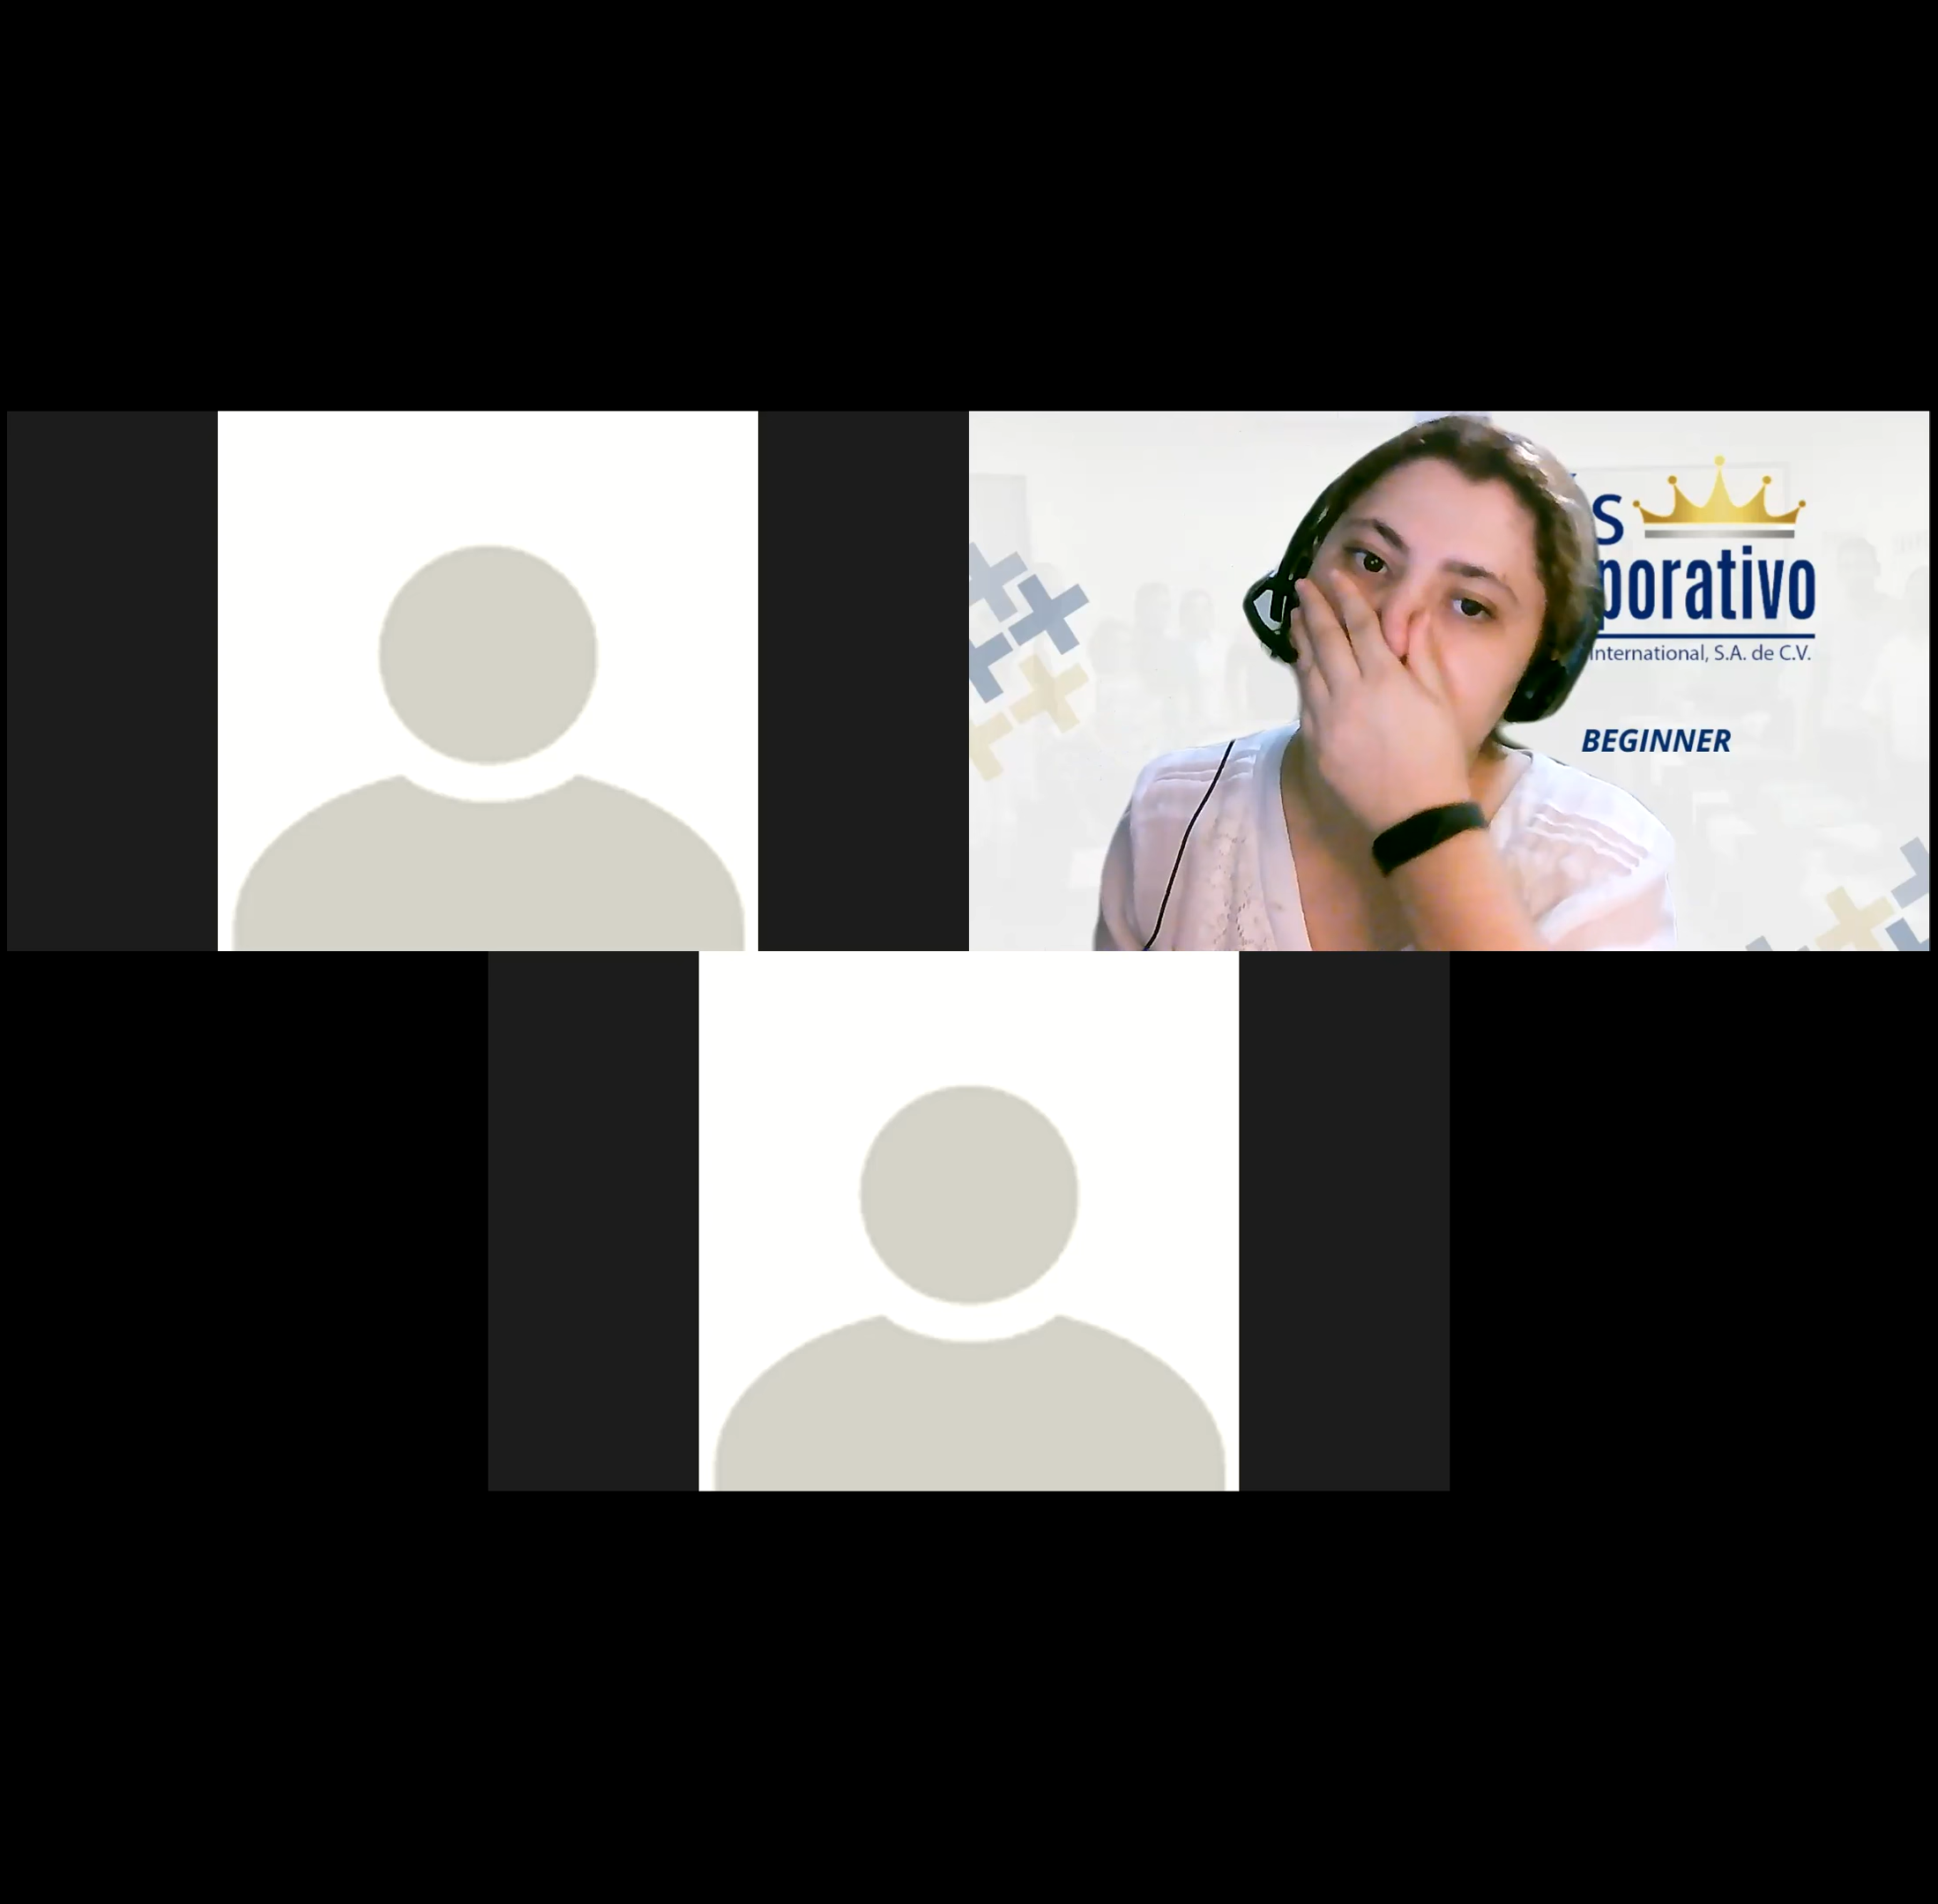 s
porativo
International, S.A. de C.V.
BEGINNER